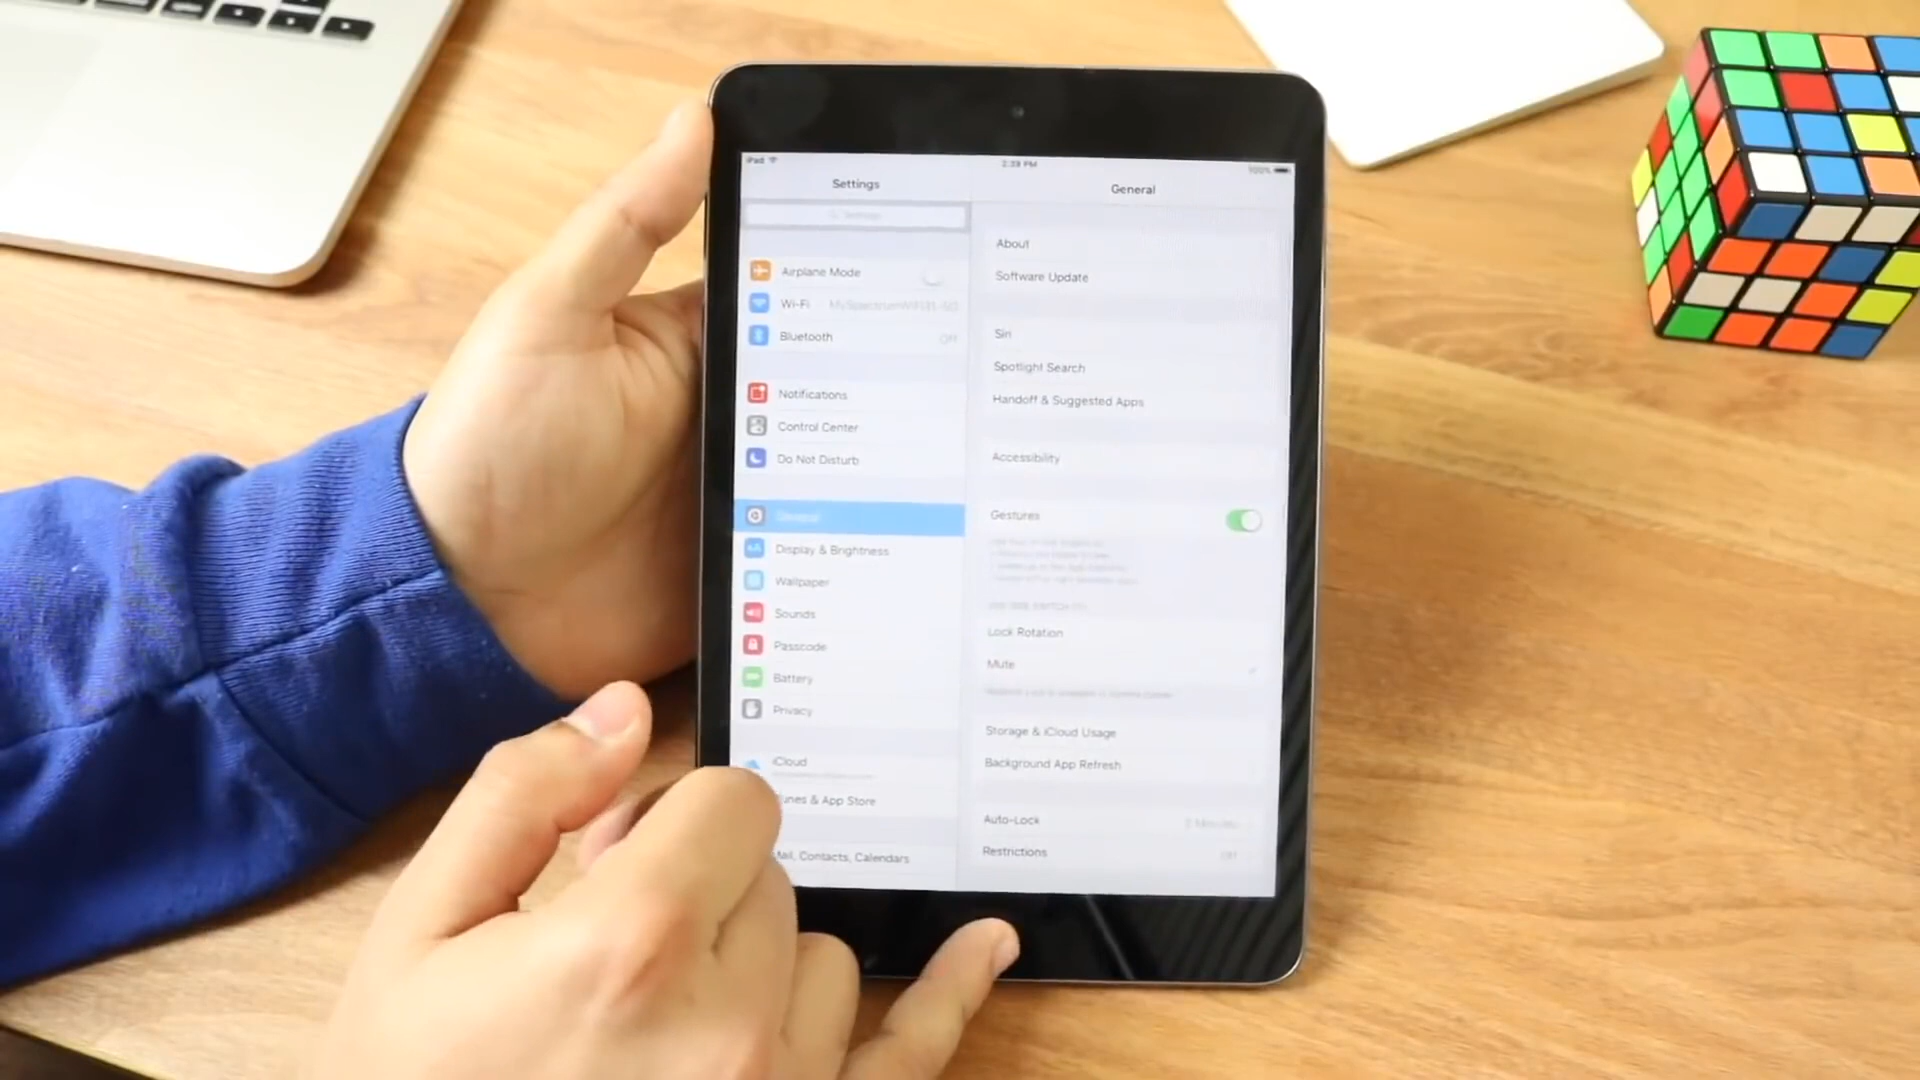 iPad
2:39 PM
100%
Settings
General
Settings
Airplane Mode
Wi-Fi
Bluetooth
Off
Notifications
Control Center
Do Not Disturb
General
Display & Brightness
Wallpaper
Sounds
Passcode
Battery
Privacy
iCloud
unes & App Store
Mail, Contacts, Calendars
About
Software Update
Siri
Spotlight Search
Handoff & Suggested Apps
Accessibility
Gestures
Lock Rotation
Mute
Storage & iCloud Usage
Background App Refresh
Auto-Lock
Restrictions
Off